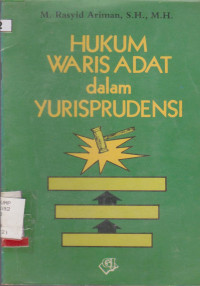 M. Rasyid Ariman, S.H., M.H.
HUKUM
WARIS ADAT
dalam
YURISPRUDENSI